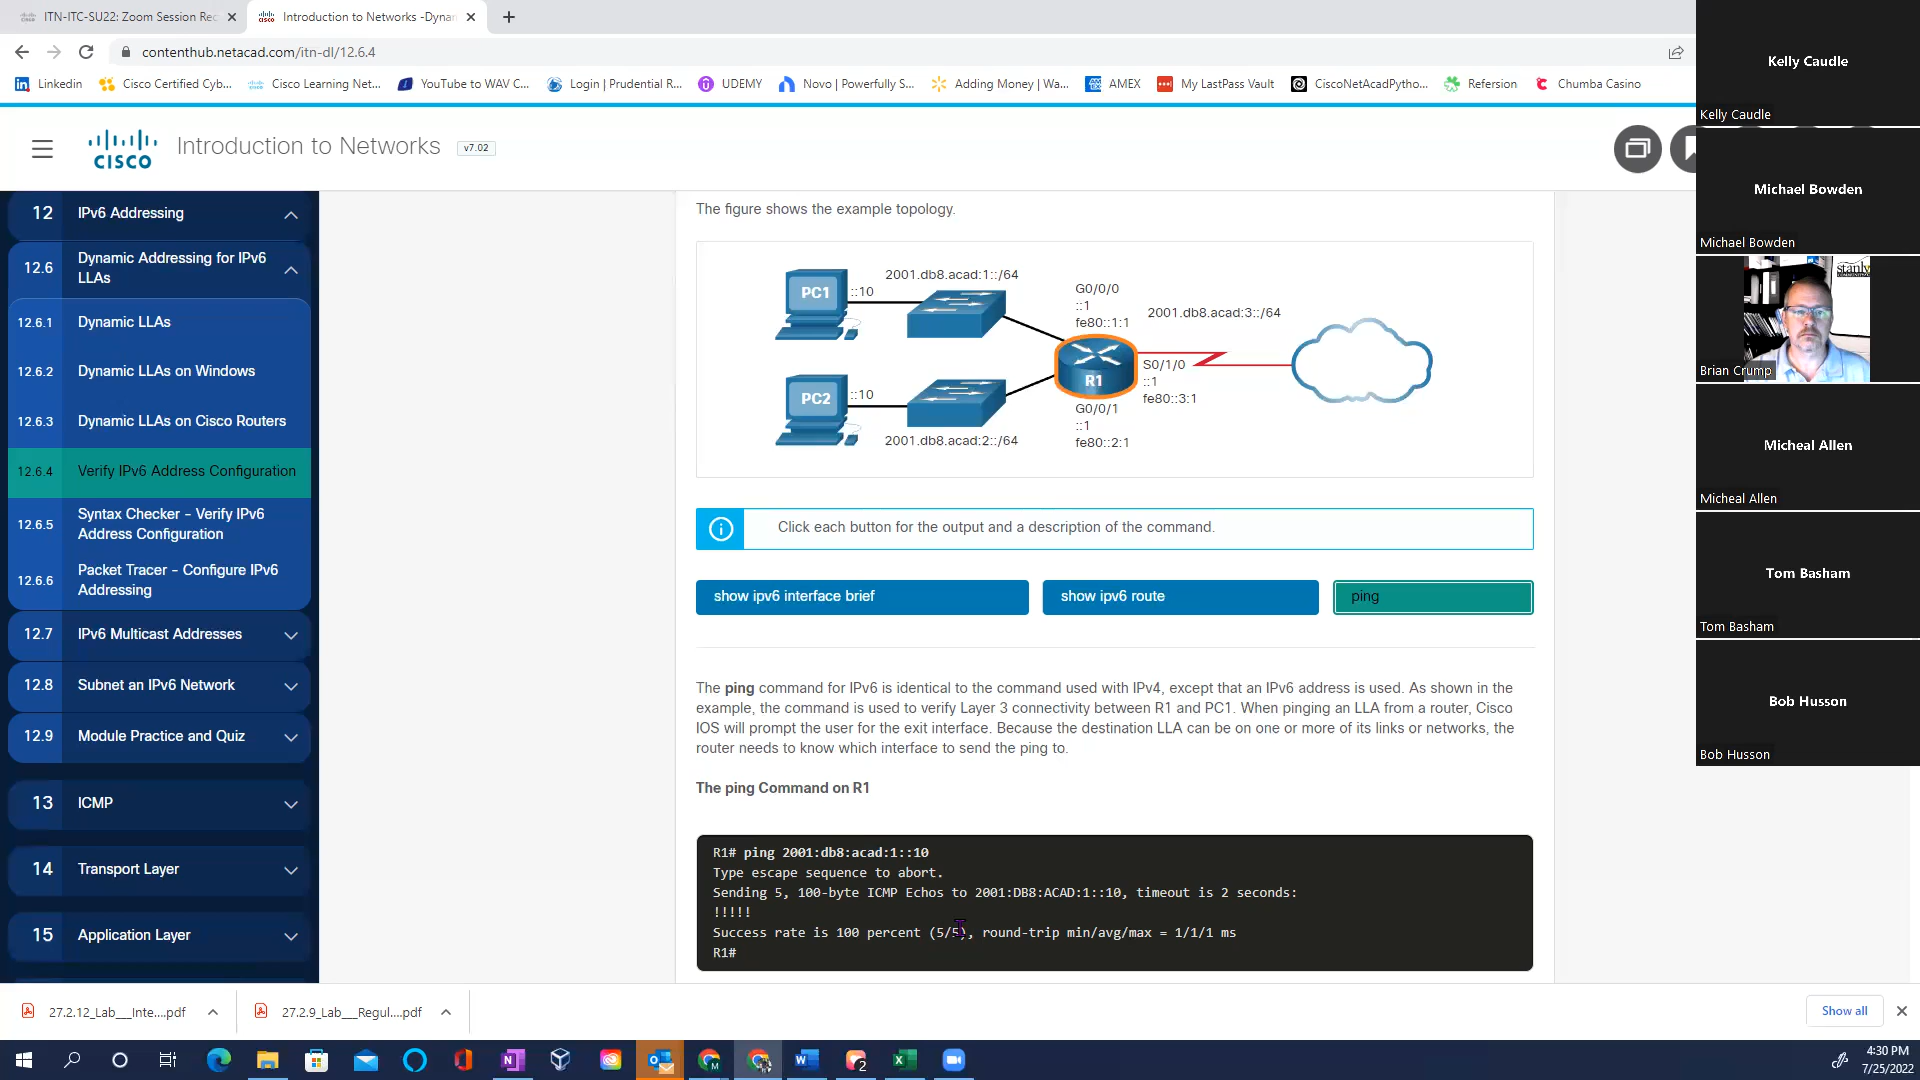 ITN-ITC-SU22: Zoom Session Rec
Introduction to Networks -Dynam
contenthub.netacad.com/itn-dl/12.6.4
Linkedin
Cisco Certified Cyb...
Cisco Learning Net...
YouTube to WAV C...
Login | Prudential R...
UDEMY
Novo | Powerfully S...
Adding Money | Wa...
AMEX
My LastPass Vault
CiscoNetAcadPytho...
Refersion
Chumba Casino
CISCO
Introduction to Networks
v7.02
12 IPv6 Addressing
12.6 Dynamic Addressing for IPv6
LLAs
12.6.1 Dynamic LLAs
12.6.2 Dynamic LLAs on Windows
12.6.3 Dynamic LLAs on Cisco Routers
12.6.4 Verify IPv6 Address Configuration
12.6.5 Syntax Checker - Verify IPv6
Address Configuration
12.6.6 Packet Tracer - Configure IPv6
Addressing
12.7 IPv6 Multicast Addresses
12.8 Subnet an IPv6 Network
12.9 Module Practice and Quiz
13 ICMP
14 Transport Layer
15 Application Layer
The figure shows the example topology.
PC1
::10
2001.db8.acad:1::/64
G0/0/0
::1
fe80::1:1
2001.db8.acad:3::/64
R1
S0/1/0
::1
fe80::3:1
PC2
::10
2001.db8.acad:2::/64
G0/0/1
::1
fe80::2:1
Click each button for the output and a description of the command.
show ipv6 interface brief
show ipv6 route
ping
The ping command for IPv6 is identical to the command used with IPv4, except that an IPv6 address is used. As shown in the
example, the command is used to verify Layer 3 connectivity between R1 and PC1. When pinging an LLA from a router, Cisco
IOS will prompt the user for the exit interface. Because the destination LLA can be on one or more of its links or networks, the
router needs to know which interface to send the ping to.
The ping Command on R1
R1# ping 2001:db8:acad:1::10
Type escape sequence to abort.
Sending 5, 100-byte ICMP Echos to 2001:DB8:ACAD:1::10, timeout is 2 seconds:
!!!!!
Success rate is 100 percent (5/5), round-trip min/avg/max = 1/1/1 ms
R1#
Kelly Caudle
Kelly Caudle
Michael Bowden
Michael Bowden
stanly
Brian Crump
Micheal Allen
Micheal Allen
Tom Basham
Tom Basham
Bob Husson
Bob Husson
27.2.12_Lab___Inte....pdf
27.2.9_Lab___Regul....pdf
Show all
2
4:30 PM
7/25/2022